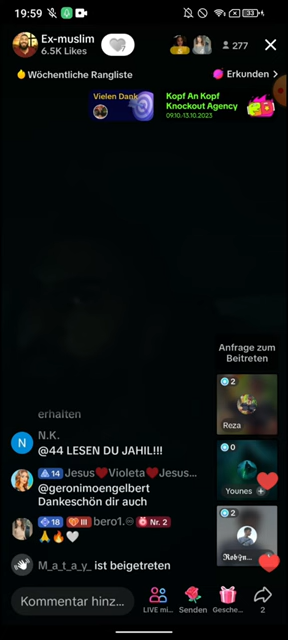 19:59
33
Ex-muslim
6.5K Likes
277
Wöchentliche Rangliste
Erkunden >
Vielen Dank
Kopf An Kopf
Knockout Agency
09.10.-13.10.2023
Anfrage zum
Beitreten
2
Reza
erhalten
N.K.
N
@44 LESEN DU JAHIL!!!
0
Younes +
14 Jesus❤️Violeta❤️Jesus...
@geronimoengelbert
Dankeschön dir auch
2
18 III bero1.♾ Nr. 2
🙏🔥🤍
M_a_t_a_y_ ist beigetreten
Kommentar hinz...
LIVE mi...
Senden
Gesche...
2